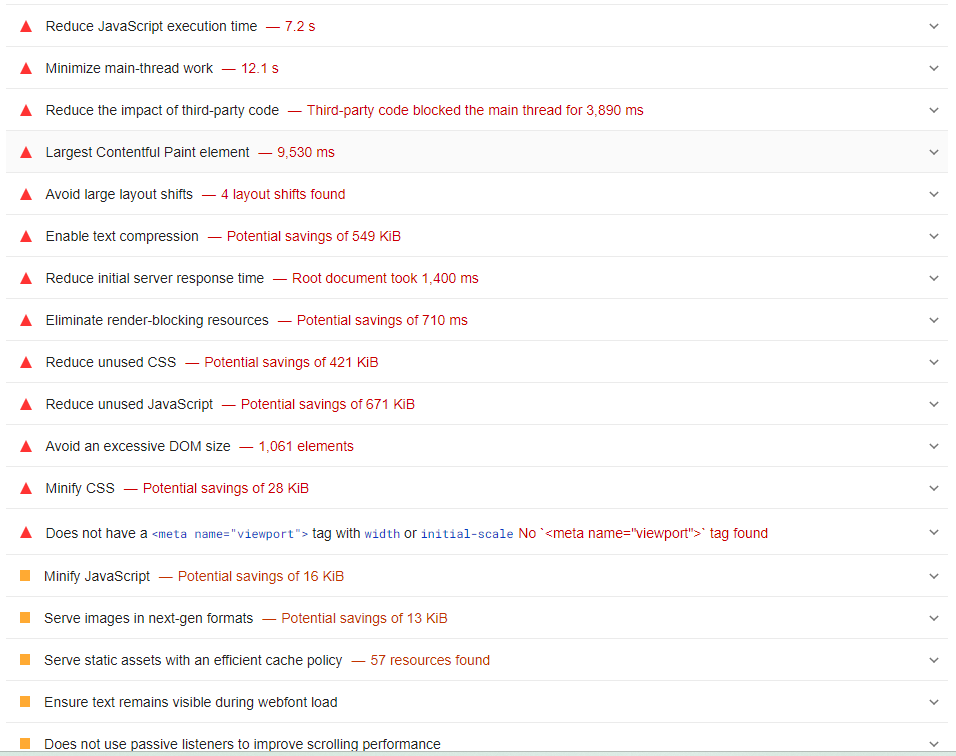 Reduce JavaScript execution time — 7.2 s
Minimize main-thread work — 12.1 s
Reduce the impact of third-party code — Third-party code blocked the main thread for 3,890 ms
Largest Contentful Paint element — 9,530 ms
Avoid large layout shifts — 4 layout shifts found
Enable text compression — Potential savings of 549 KiB
Reduce initial server response time — Root document took 1,400 ms
Eliminate render-blocking resources — Potential savings of 710 ms
Reduce unused CSS — Potential savings of 421 KiB
Reduce unused JavaScript — Potential savings of 671 KiB
Avoid an excessive DOM size — 1,061 elements
Minify CSS — Potential savings of 28 KiB
Does not have a <meta name="viewport"> tag with width or initial-scale No `<meta name="viewport">` tag found
Minify JavaScript — Potential savings of 16 KiB
Serve images in next-gen formats — Potential savings of 13 KiB
Serve static assets with an efficient cache policy — 57 resources found
Ensure text remains visible during webfont load
Does not use passive listeners to improve scrolling performance